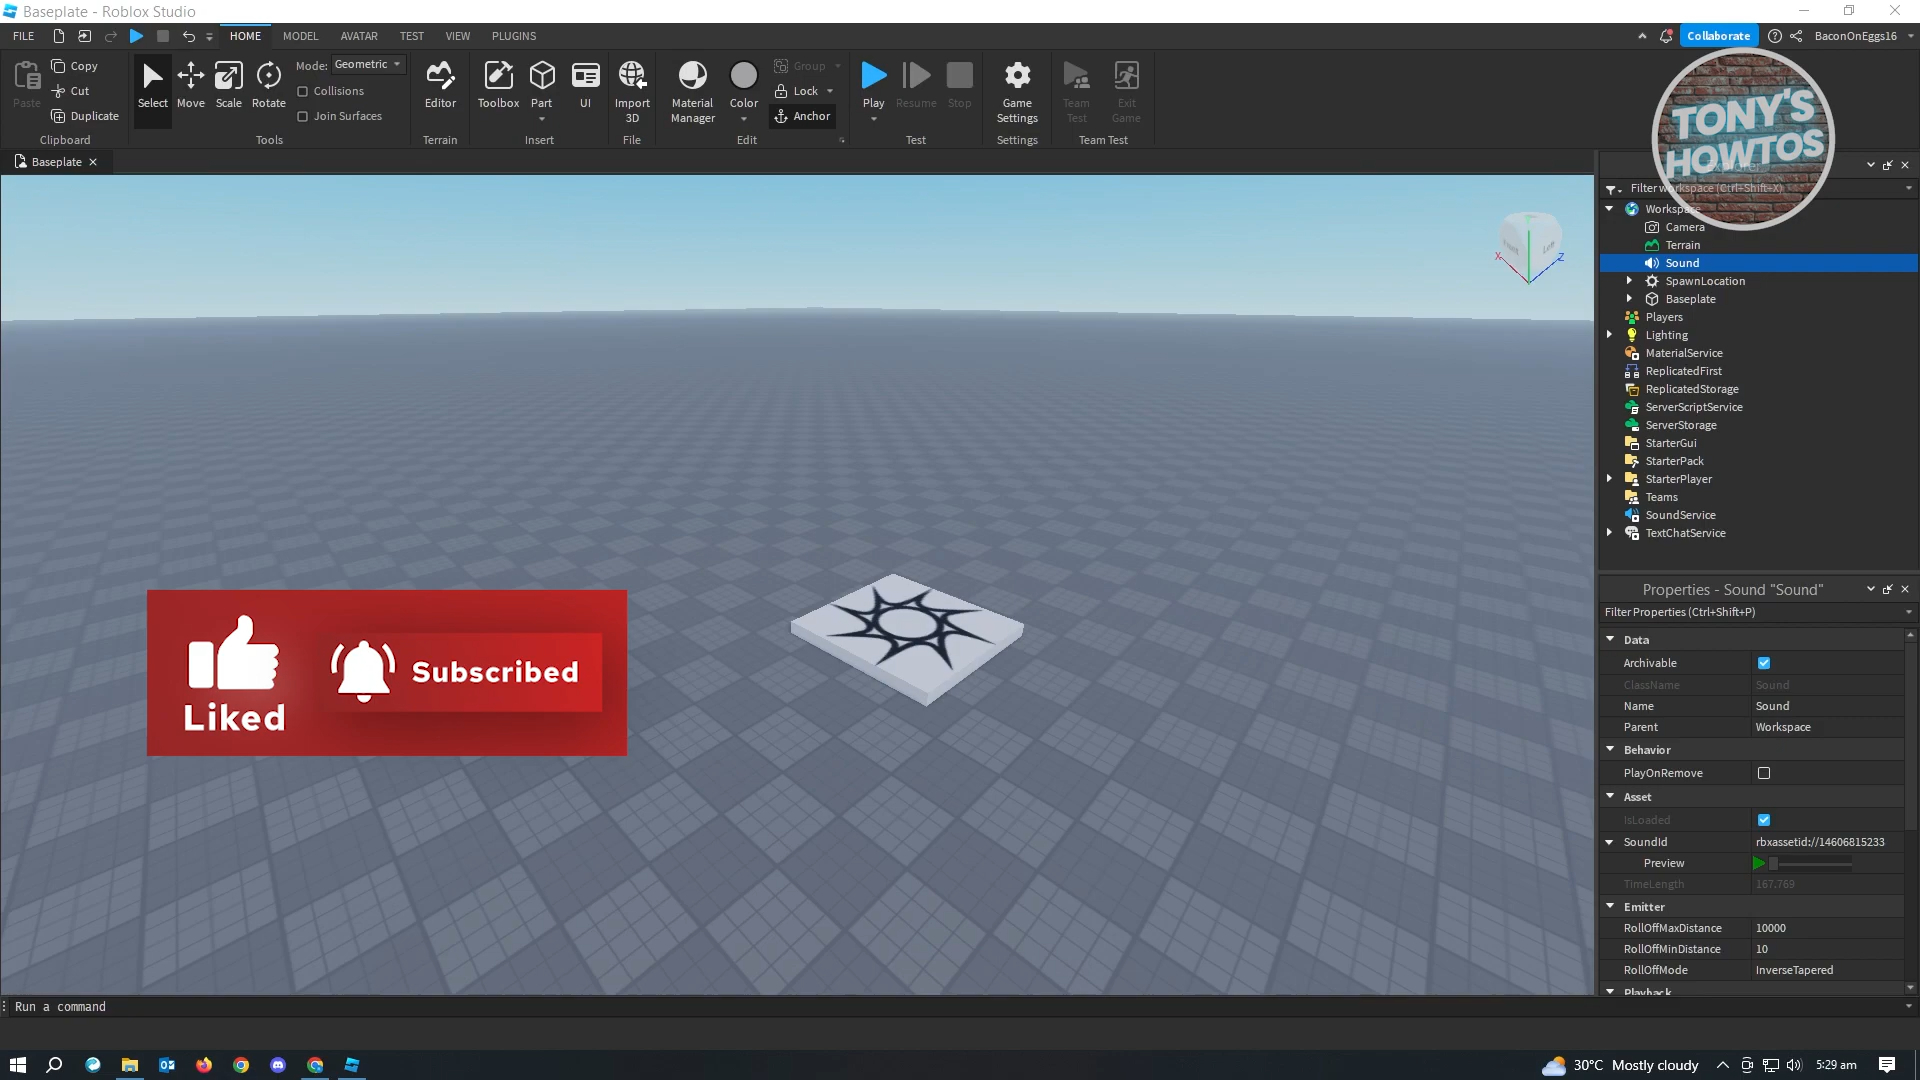 Baseplate - Roblox Studio
FILE HOME MODEL AVATAR TEST VIEW PLUGINS Collaborate BaconOnEggs16
Paste Copy Cut Duplicate Clipboard
Select Move Scale Rotate Mode: Geometric Collisions Join Surfaces Tools
Editor Terrain
Toolbox Part UI Insert
Import 3D File
Material Manager Color Group Lock Anchor Edit
Play Resume Stop Test
Game Settings Settings
Team Test Exit Game Team Test
TONY'S
HOWTOS
Baseplate
Filter workspace (Ctrl+Shift+X)
Workspace
Camera
Terrain
Sound
SpawnLocation
Baseplate
Players
Lighting
MaterialService
ReplicatedFirst
ReplicatedStorage
ServerScriptService
ServerStorage
StarterGui
StarterPack
StarterPlayer
Teams
SoundService
TextChatService
X
Z
Liked
Subscribed
Properties - Sound "Sound"
Filter Properties (Ctrl+Shift+P)
Data
Archivable
ClassName Sound
Name Sound
Parent Workspace
Behavior
PlayOnRemove
Asset
IsLoaded
SoundId rbxassetid://14606815233
Preview
TimeLength 167.769
Emitter
RollOffMaxDistance 10000
RollOffMinDistance 10
RollOffMode InverseTapered
Playback
Run a command
30°C Mostly cloudy 5:29 am